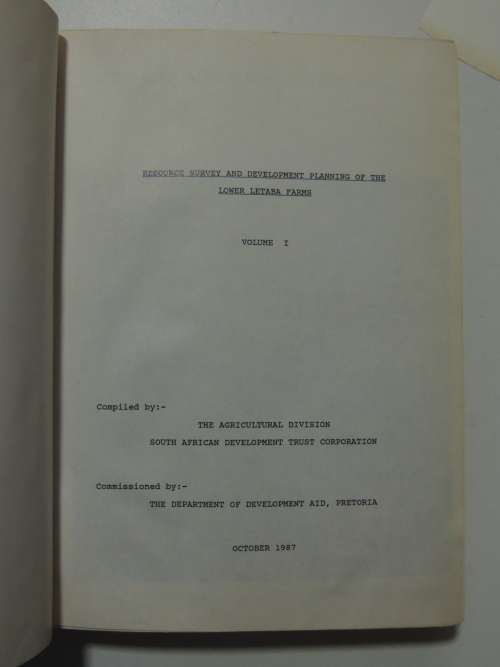 RESOURCE SURVEY AND DEVELOPMENT PLANNING OF THE
LOWER LETABA FARMS
VOLUME I
Compiled by:-
THE AGRICULTURAL DIVISION
SOUTH AFRICAN DEVELOPMENT TRUST CORPORATION
Commissioned by:-
THE DEPARTMENT OF DEVELOPMENT AID, PRETORIA
OCTOBER 1987